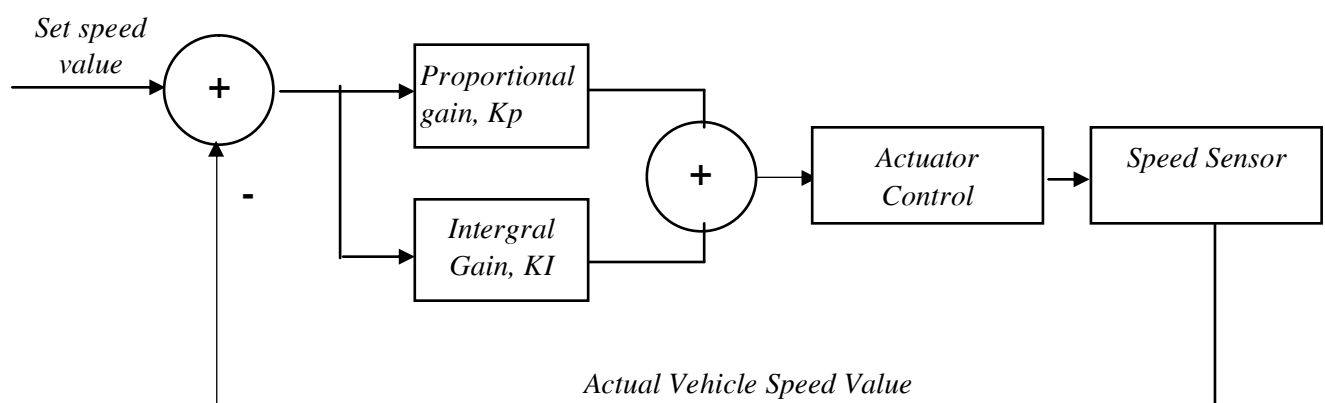 Set speed
value
+
Proportional
gain, Kp
-
Intergral
Gain, KI
+
Actuator
Control
Speed Sensor
Actual Vehicle Speed Value